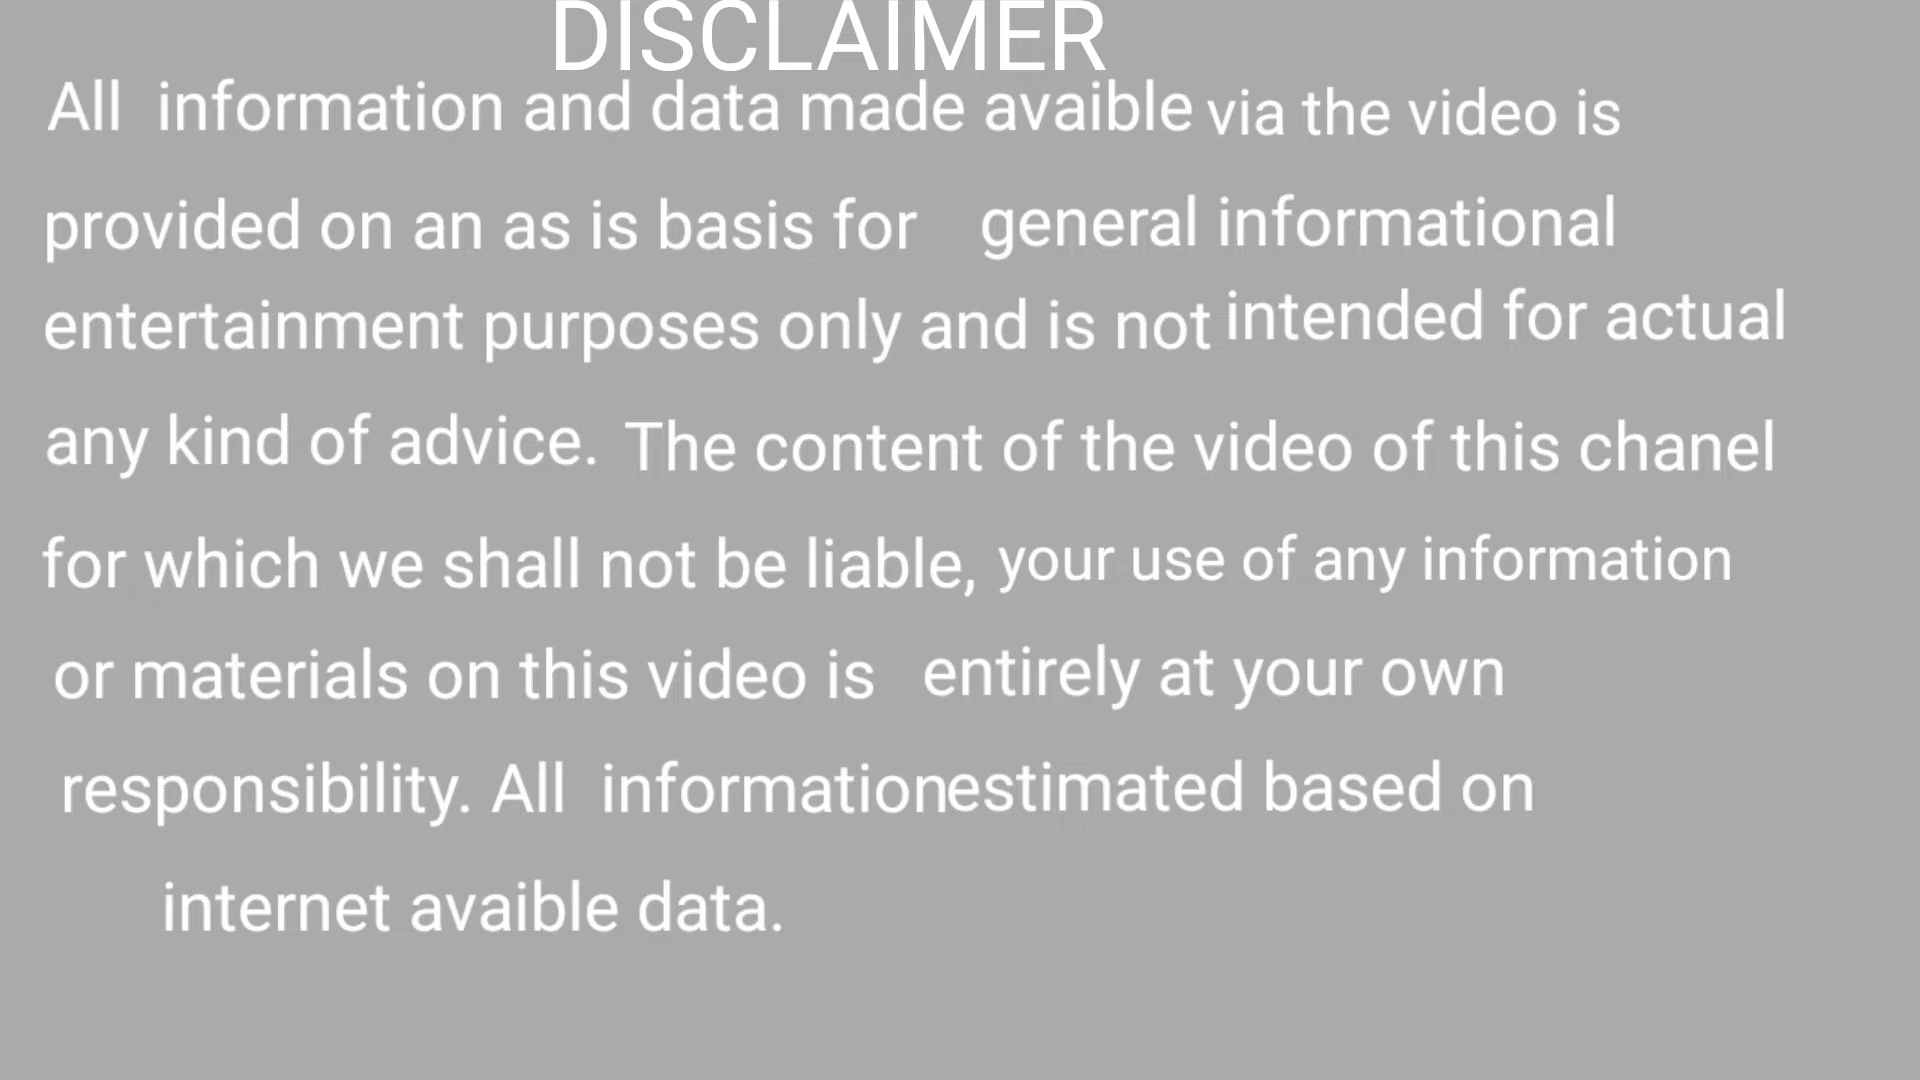 DISCLAIMER
All information and data made avaible via the video is
provided on an as is basis for general informational
entertainment purposes only and is not intended for actual
any kind of advice. The content of the video of this chanel
for which we shall not be liable, your use of any information
or materials on this video is entirely at your own
responsibility. All informationestimated based on
internet avaible data.